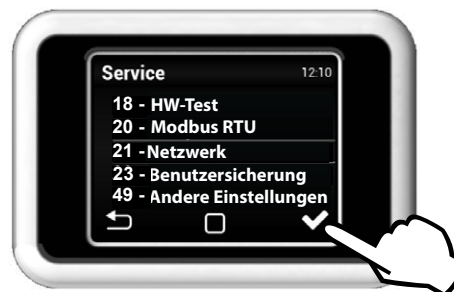 Service 12:10
18 - HW-Test
20 - Modbus RTU
21 -Netzwerk
23 - Benutzersicherung
49 - Andere Einstellungen